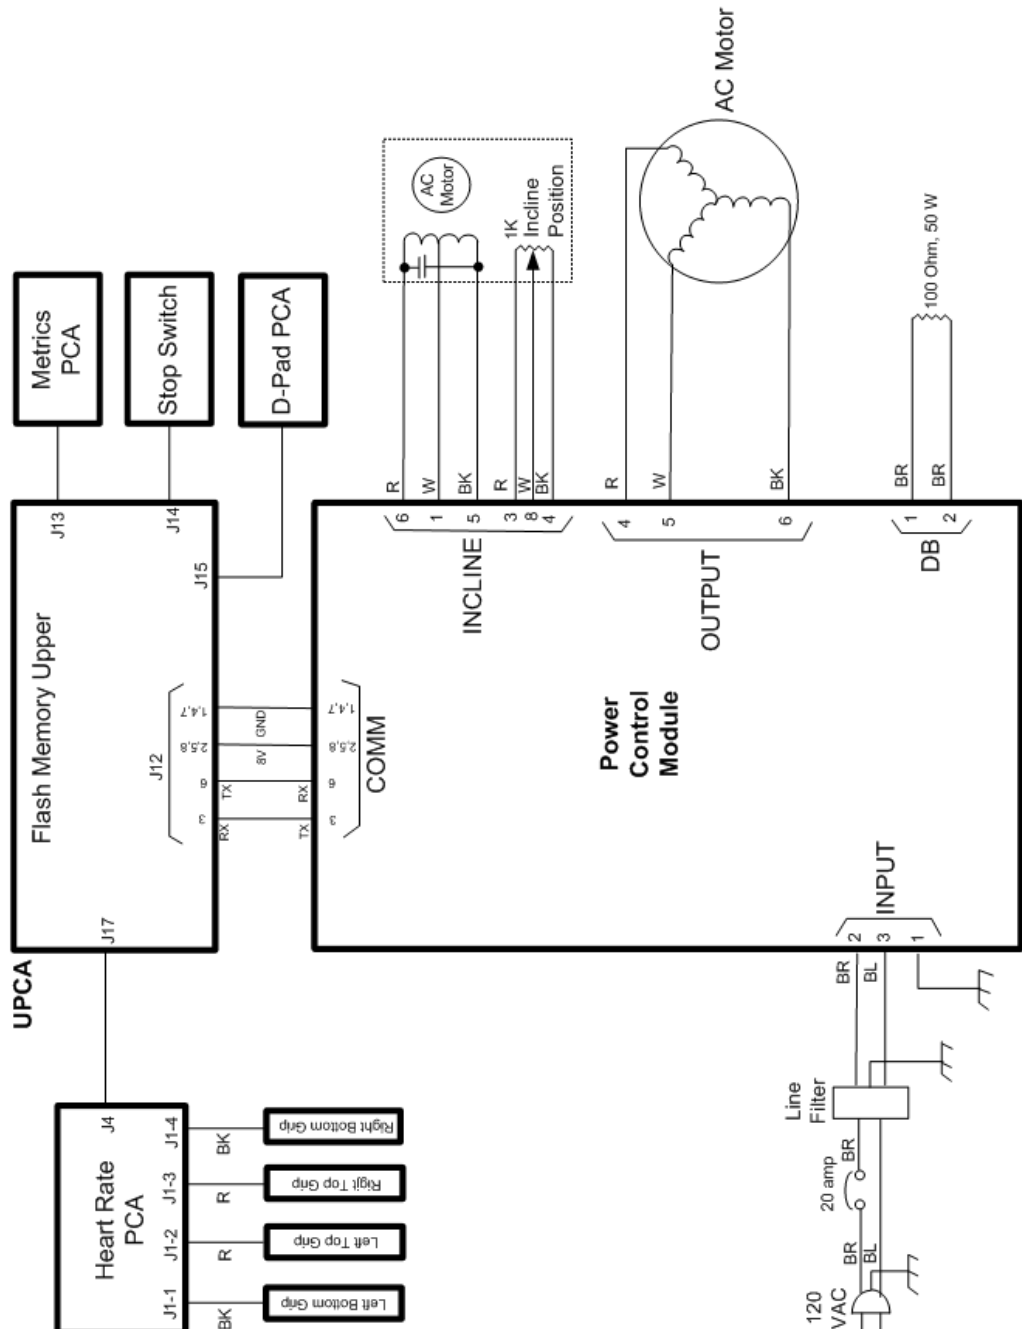 AC Motor
AC
Motor
1K
Incline
Position
100 Ohm, 50 W
Metrics
PCA
Stop Switch
D-Pad PCA
R
W
BK
R
W
BK
R
W
BK
BR
BR
J13
J14
J15
6
1
5
3
8
4
INCLINE
4
5
6
OUTPUT
1
2
DB
Flash Memory Upper
J12
1,4,7
2,5,8
6
3
GND
8V
TX
RX
RX
TX
1,4,7
2,5,8
6
3
COMM
Power
Control
Module
J17
UPCA
INPUT
2
3
1
BR
BL
Line
Filter
BR
20 amp
BR
BL
120
VAC
Heart Rate
PCA
J4
J1-4
J1-3
J1-2
J1-1
BK
R
R
BK
Right Bottom Grip
Rigjt Top Grip
Left Top Grip
Left Bottom Grip